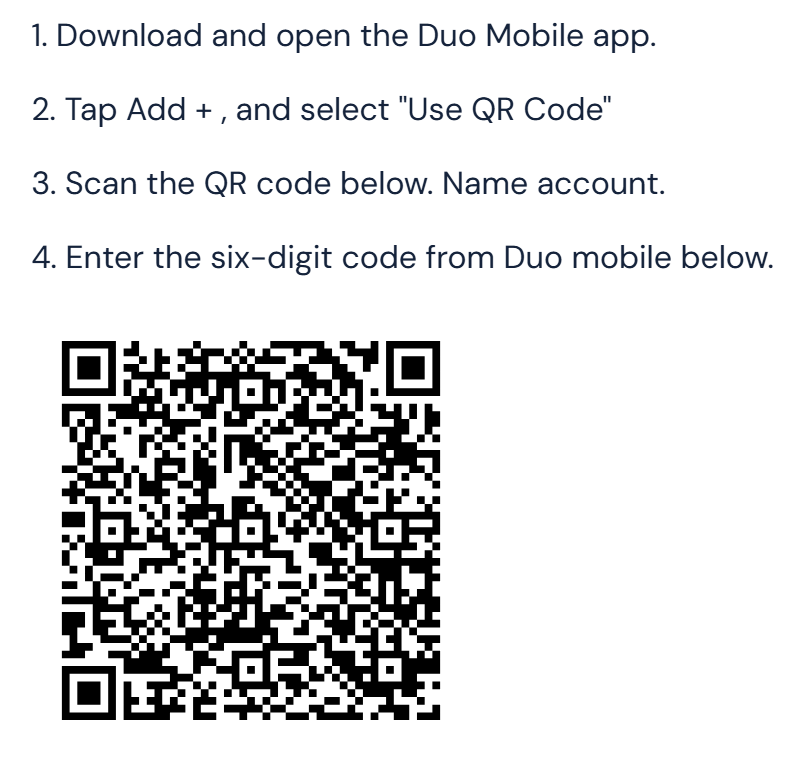 1. Download and open the Duo Mobile app.
2. Tap Add + , and select "Use QR Code"
3. Scan the QR code below. Name account.
4. Enter the six-digit code from Duo mobile below.